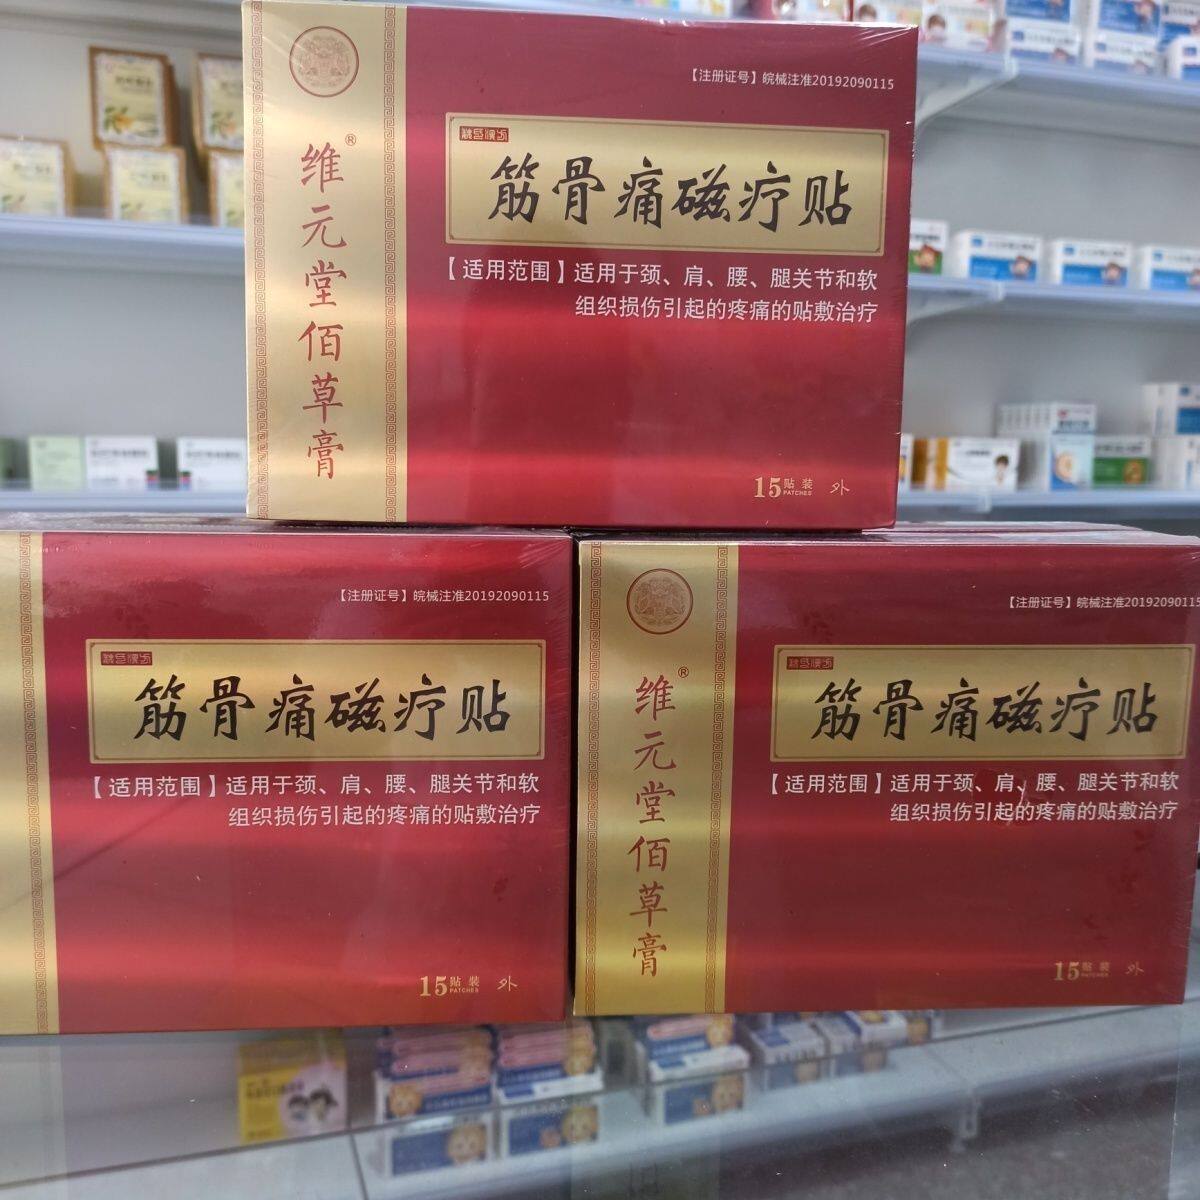 【注册证号】皖械注准20192090115
维元堂佰草膏®
筋骨痛磁疗贴
【适用范围】适用于颈、肩、腰、腿关节和软
组织损伤引起的疼痛的贴敷治疗
15贴装
PATCHES
外
【注册证号】皖械注准20192090115
筋骨痛磁疗贴
【适用范围】适用于颈、肩、腰、腿关节和软
组织损伤引起的疼痛的贴敷治疗
15贴装
PATCHES
外
【注册证号】皖械注准20192090115
维元堂佰草膏®
筋骨痛磁疗贴
【适用范围】适用于颈、肩、腰、腿关节和软
组织损伤引起的疼痛的贴敷治疗
15贴装
PATCHES
外